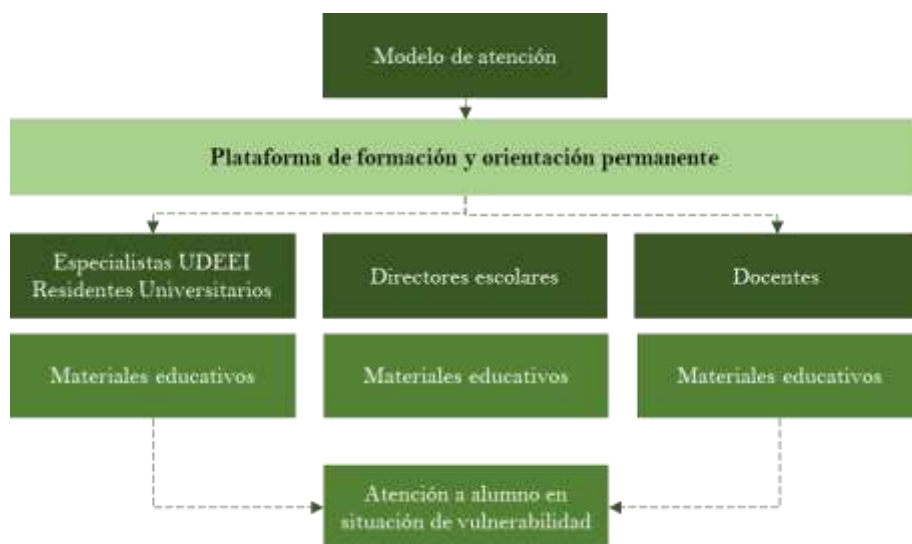 Modelo de atención
Plataforma de formación y orientación permanente
Especialistas UDEEI
Residentes Universitarios
Directores escolares
Docentes
Materiales educativos
Materiales educativos
Materiales educativos
Atención a alumno en
situación de vulnerabilidad